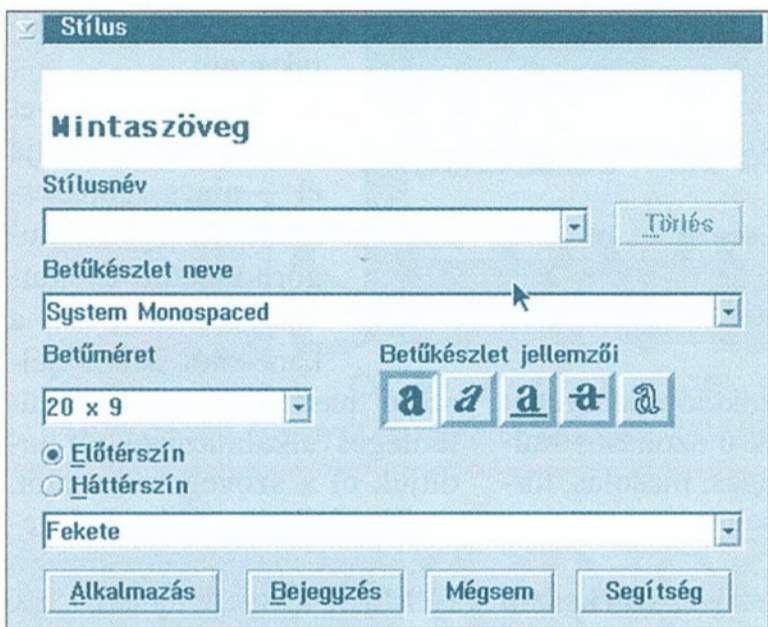 Stílus
Mintaszöveg
Stílusnév
Törlés
Betűkészlet neve
System Monospaced
Betűméret
Betűkészlet jellemzői
20 x 9
a a a a a
Előtérszín
Háttérszín
Fekete
Alkalmazás Bejegyzés Mégsem Segítség